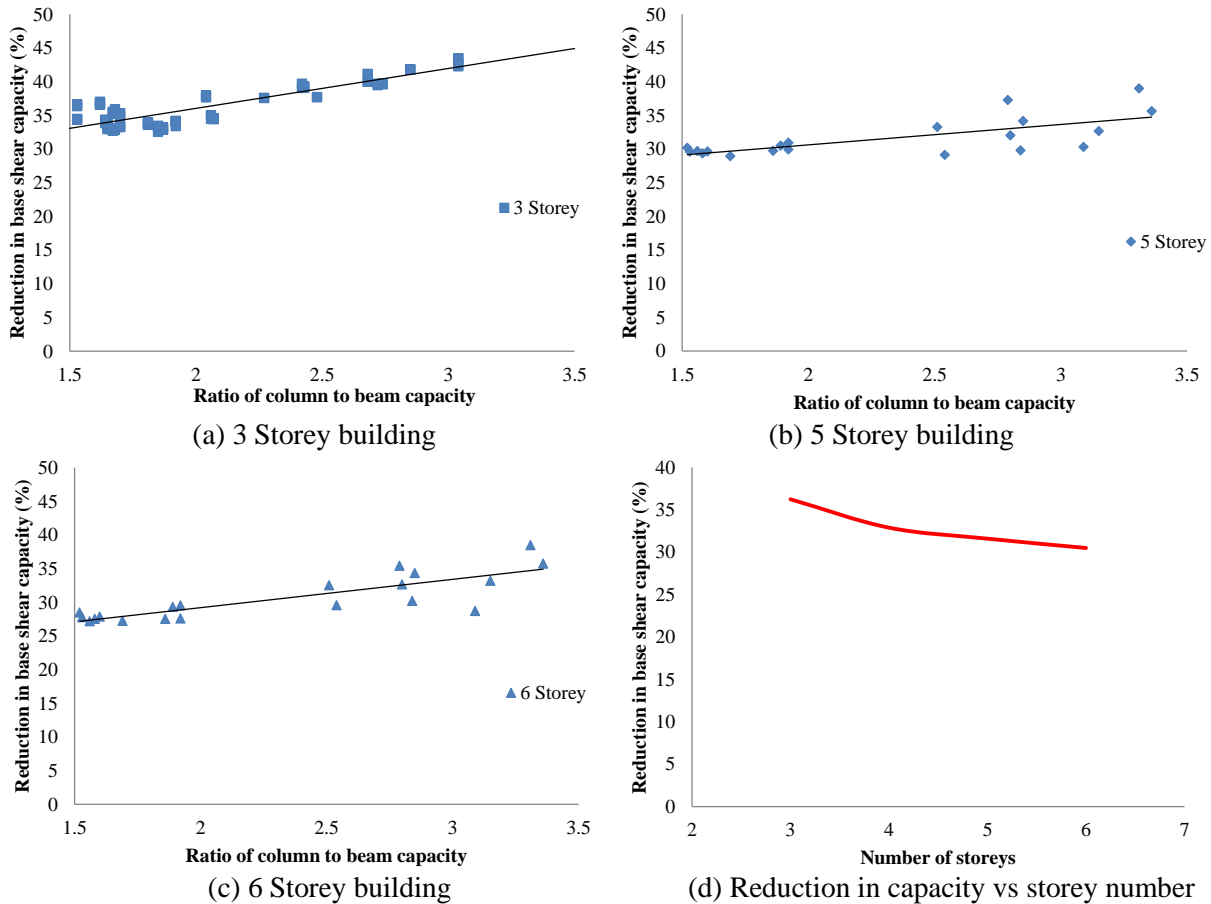 Reduction in base shear capacity (%)
50
45
40
35
30
25
20
15
10
5
0
3 Storey
1.5 2 2.5 3 3.5
Ratio of column to beam capacity
(a) 3 Storey building
Reduction in base shear capacity (%)
50
45
40
35
30
25
20
15
10
5
0
5 Storey
1.5 2 2.5 3 3.5
Ratio of column to beam capacity
(b) 5 Storey building
Reduction in base shear capacity (%)
50
45
40
35
30
25
20
15
10
5
0
6 Storey
1.5 2 2.5 3 3.5
Ratio of column to beam capacity
(c) 6 Storey building
Reduction in base shear capacity (%)
40
35
30
25
20
15
10
5
0
2 3 4 5 6 7
Number of storeys
(d) Reduction in capacity vs storey number